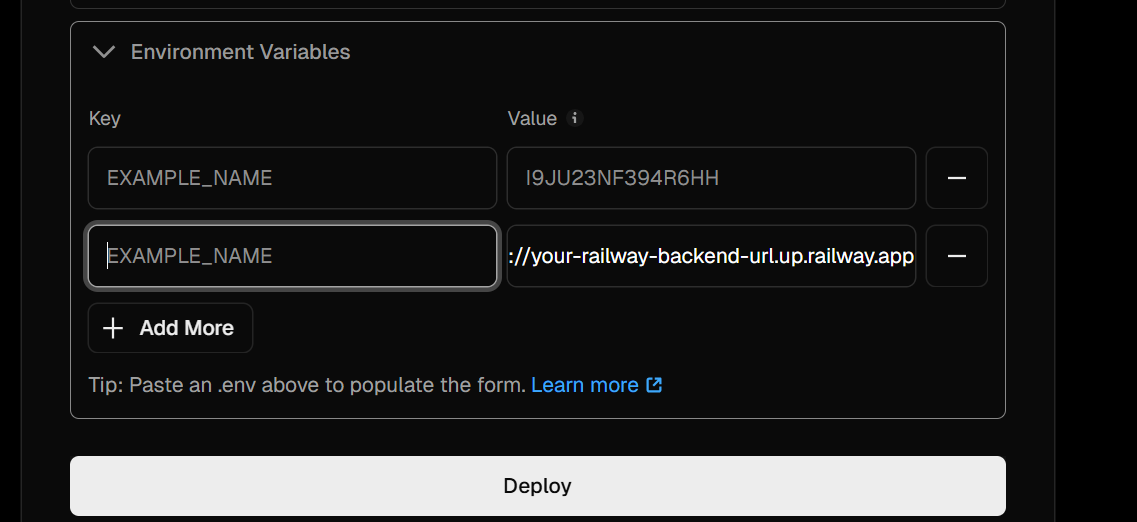 Environment Variables
Key Value i
EXAMPLE_NAME I9JU23NF394R6HH
EXAMPLE_NAME ://your-railway-backend-url.up.railway.app
Add More
Tip: Paste an .env above to populate the form. Learn more
Deploy